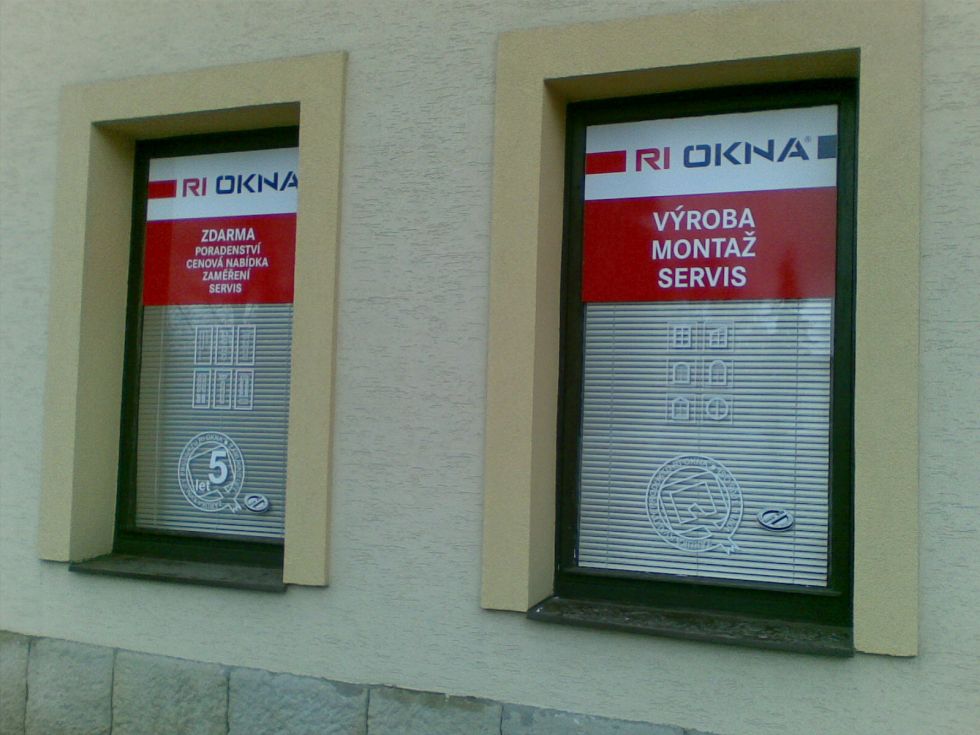 RI OKNA
ZDARMA
PORADENSTVÍ
CENOVÁ NABÍDKA
ZAMĚŘENÍ
SERVIS
5
let
RI OKNA®
VÝROBA
MONTÁŽ
SERVIS